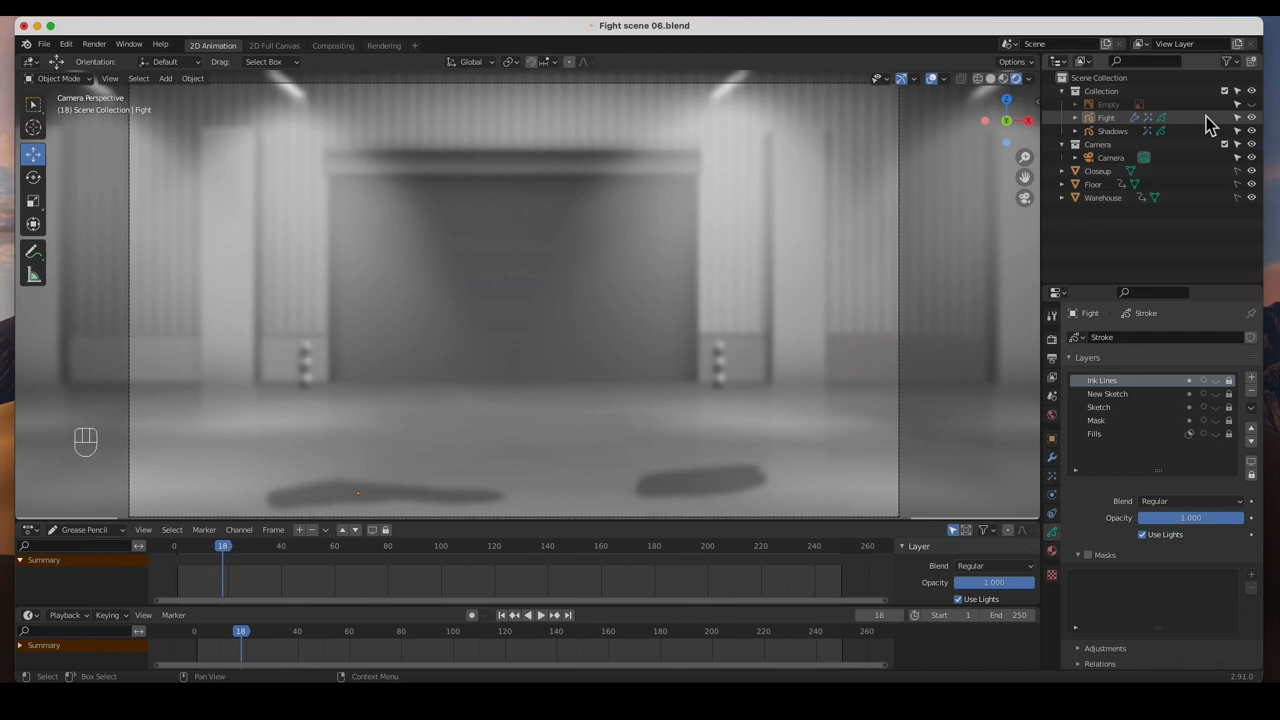 Fight scene 06.blend
File Edit Render Window Help 2D Animation 2D Full Canvas Compositing Rendering + Scene View Layer
Orientation: Default Drag: Select Box Global Options
Object Mode View Select Add Object
Camera Perspective
(18) Scene Collection | Fight
Z
Y
X
Scene Collection
Collection
Empty
Fight
Shadows
Camera
Camera
Closeup
Floor
Warehouse
Fight Stroke
Stroke
Layers
Ink Lines
New Sketch
Sketch
Mask
Fills
Blend Regular
Opacity 1.000
Use Lights
Masks
Adjustments
Relations
Grease Pencil View Select Marker Channel Frame
0 18 40 60 80 100 120 140 160 180 200 220 240 260
Summary
Layer
Blend Regular
Opacity 1.000
Use Lights
Playback Keying View Marker 18 Start 1 End 250
0 18 40 60 80 100 120 140 160 180 200 220 240 260
Summary
Select Box Select Pan View Context Menu 2.91.0